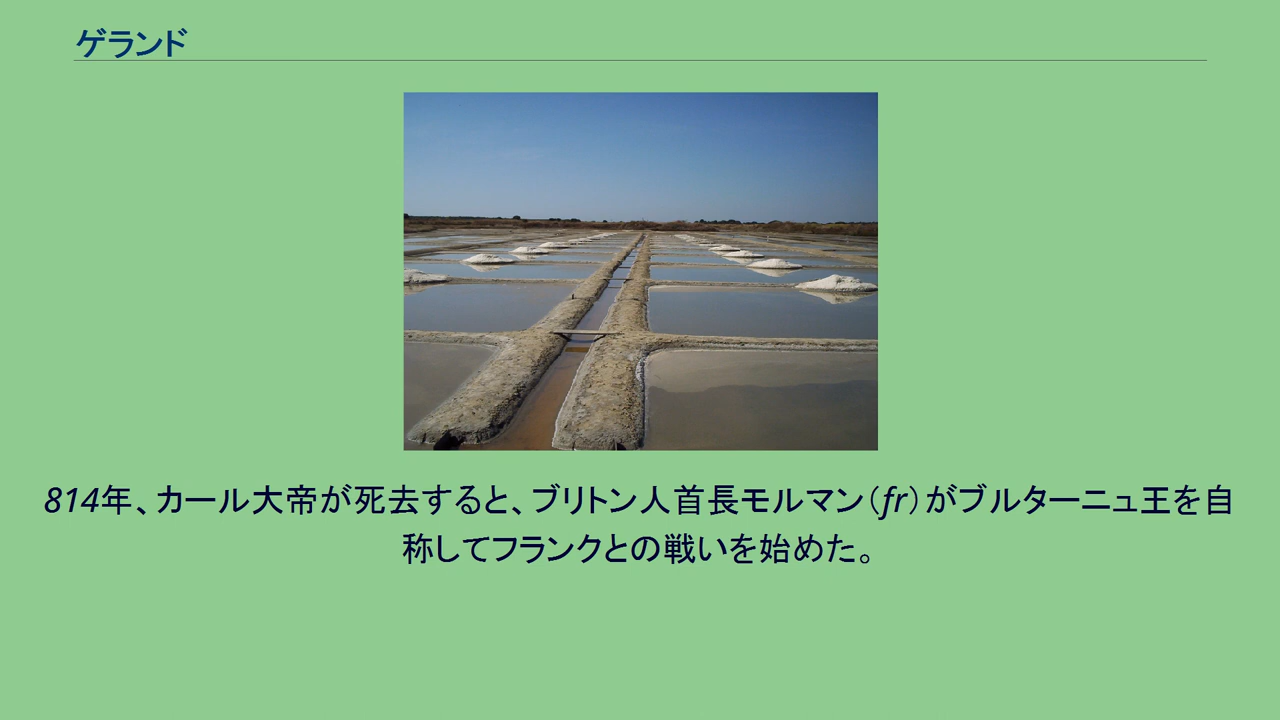 ゲランド
814年、カール大帝が死去すると、ブリトン人首長モルマン（fr）がブルターニュ王を自
称してフランクとの戦いを始めた。